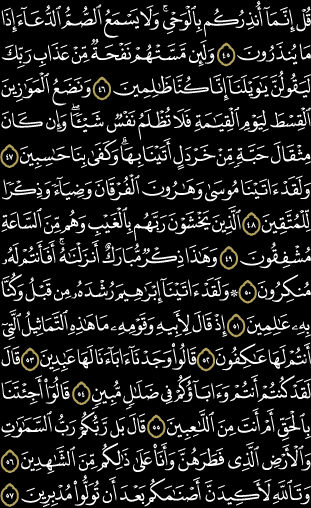 قُلْ إِنَّمَآ أُنذِرُكُم بِٱلْوَحْىِ ۚ وَلَا يَسْمَعُ ٱلصُّمُّ ٱلدُّعَآءَ إِذَا
مَا يُنذَرُونَ ٤٥ وَلَئِن مَّسَّتْهُمْ نَفْحَةٌ مِّنْ عَذَابِ رَبِّكَ
لَيَقُولُنَّ يَٰوَيْلَنَآ إِنَّا كُنَّا ظَٰلِمِينَ ٤٦ وَنَضَعُ ٱلْمَوَٰزِينَ
ٱلْقِسْطَ لِيَوْمِ ٱلْقِيَٰمَةِ فَلَا تُظْلَمُ نَفْسٌ شَيْـًٔا ۖ وَإِن كَانَ
مِثْقَالَ حَبَّةٍ مِّنْ خَرْدَلٍ أَتَيْنَا بِهَا ۗ وَكَفَىٰ بِنَا حَٰسِبِينَ ٤٧
وَلَقَدْ ءَاتَيْنَا مُوسَىٰ وَهَٰرُونَ ٱلْفُرْقَانَ وَضِيَآءً وَذِكْرًا
لِّلْمُتَّقِينَ ٤٨ ٱلَّذِينَ يَخْشَوْنَ رَبَّهُم بِٱلْغَيْبِ وَهُم مِّنَ ٱلسَّاعَةِ
مُشْفِقُونَ ٤٩ وَهَٰذَا ذِكْرٌ مُّبَارَكٌ أَنزَلْنَٰهُ ۚ أَفَأَنتُمْ لَهُۥ
مُنكِرُونَ ٥٠ ۞ وَلَقَدْ ءَاتَيْنَآ إِبْرَٰهِيمَ رُشْدَهُۥ مِن قَبْلُ وَكُنَّا
بِهِۦ عَٰلِمِينَ ٥١ إِذْ قَالَ لِأَبِيهِ وَقَوْمِهِۦ مَا هَٰذِهِ ٱلتَّمَاثِيلُ ٱلَّتِىٓ
أَنتُمْ لَهَا عَٰكِفُونَ ٥٢ قَالُوا۟ وَجَدْنَآ ءَابَآءَنَا لَهَا عَٰبِدِينَ ٥٣ قَالَ
لَقَدْ كُنتُمْ أَنتُمْ وَءَابَآؤُكُمْ فِى ضَلَٰلٍ مُّبِينٍ ٥٤ قَالُوٓا۟ أَجِئْتَنَا
بِٱلْحَقِّ أَمْ أَنتَ مِنَ ٱللَّٰعِبِينَ ٥٥ قَالَ بَل رَّبُّكُمْ رَبُّ ٱلسَّمَٰوَٰتِ
وَٱلْأَرْضِ ٱلَّذِى فَطَرَهُنَّ وَأَنَا۠ عَلَىٰ ذَٰلِكُم مِّنَ ٱلشَّٰهِدِينَ ٥٦
وَتَٱللَّهِ لَأَكِيدَنَّ أَصْنَٰمَكُم بَعْدَ أَن تُوَلُّوا۟ مُدْبِرِينَ ٥٧